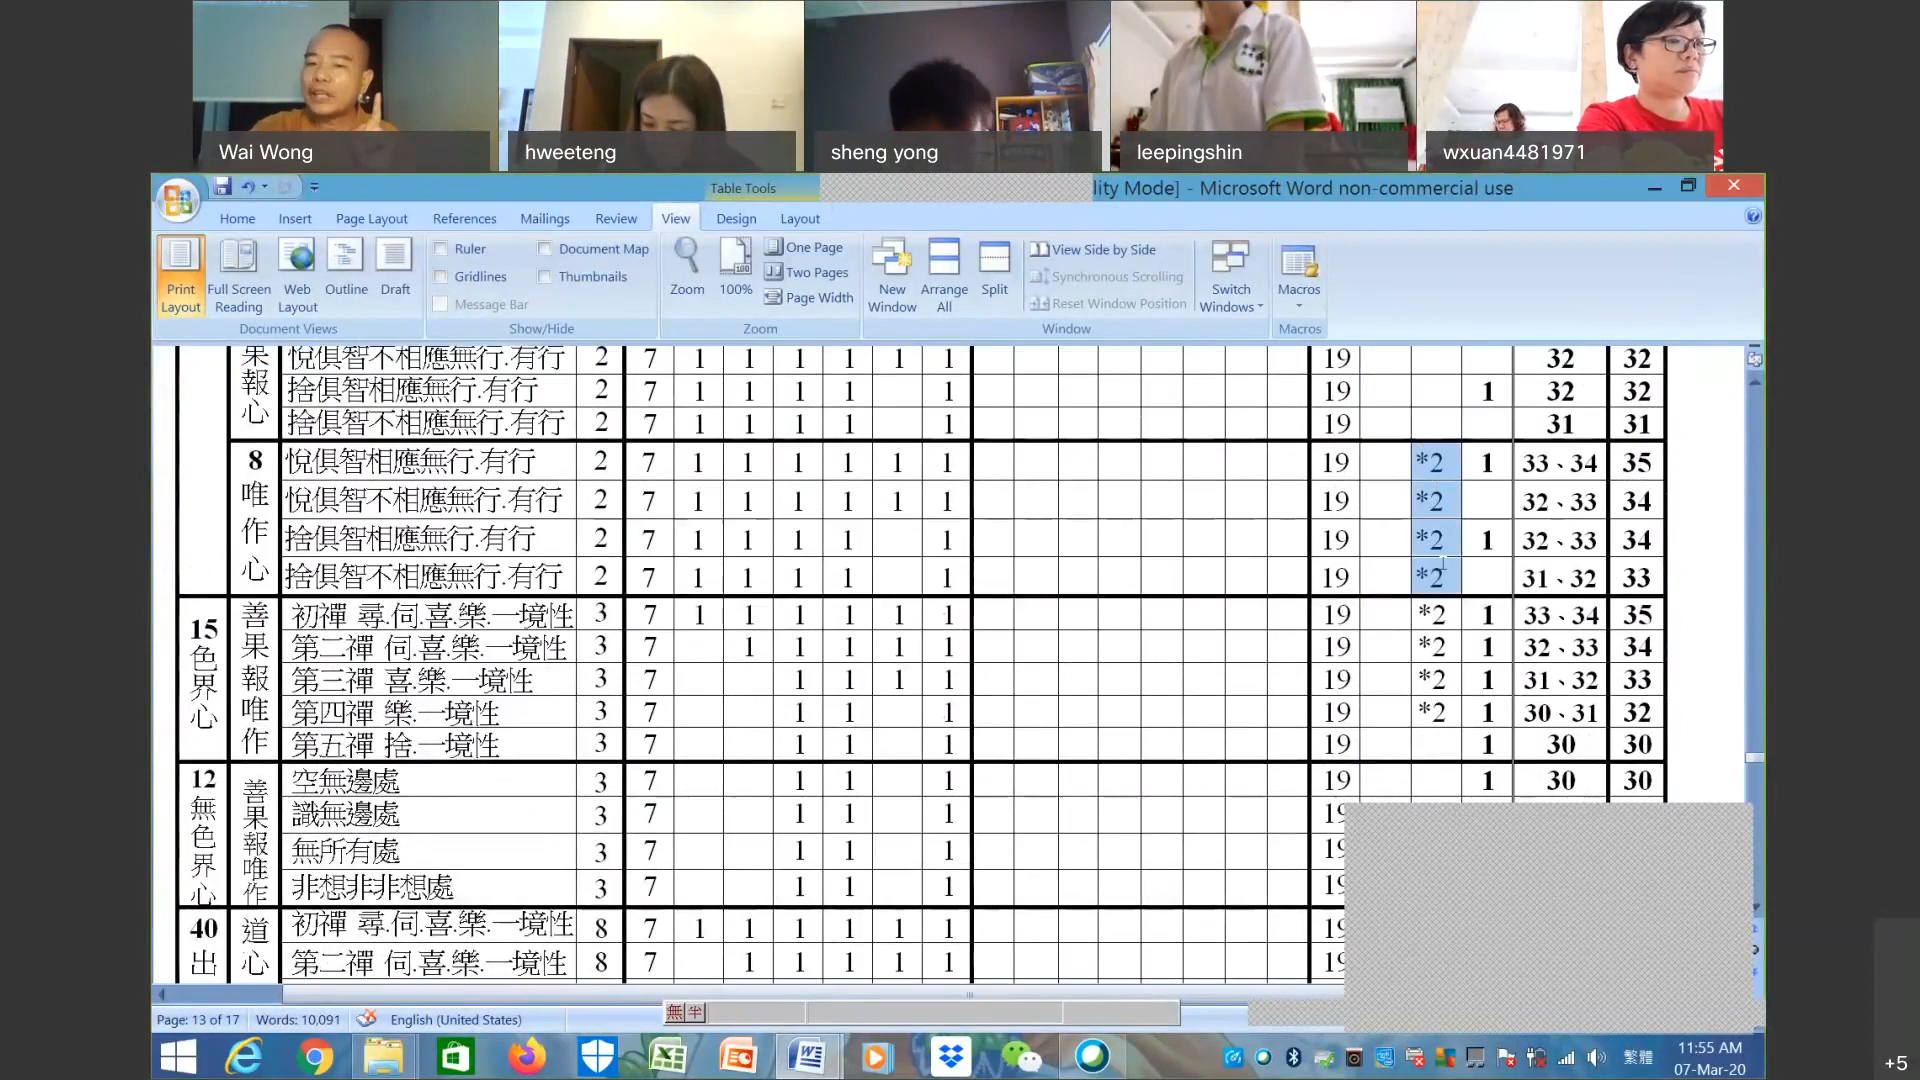 Wai Wong
hweeteng
sheng yong
leepingshin
wxuan4481971
Table Tools
lity Mode] - Microsoft Word non-commercial use
Home Insert Page Layout References Mailings Review View Design Layout
Print Layout
Full Screen Reading
Web Layout
Outline
Draft
Document Views
Ruler
Gridlines
Message Bar
Document Map
Thumbnails
Show/Hide
Zoom
100%
One Page
Two Pages
Page Width
Zoom
New Window
Arrange All
Split
View Side by Side
Synchronous Scrolling
Reset Window Position
Switch Windows
Window
Macros
Macros
果報心
悅俱智不相應無行.有行 2 7 1 1 1 1 1 1 19 32 32
捨俱智相應無行.有行 2 7 1 1 1 1 1 19 1 32 32
捨俱智不相應無行.有行 2 7 1 1 1 1 1 19 31 31
8唯作心
悅俱智相應無行.有行 2 7 1 1 1 1 1 1 19 *2 1 33、34 35
悅俱智不相應無行.有行 2 7 1 1 1 1 1 1 19 *2 32、33 34
捨俱智相應無行.有行 2 7 1 1 1 1 1 19 *2 1 32、33 34
捨俱智不相應無行.有行 2 7 1 1 1 1 1 19 *2 31、32 33
15色界心
善果報唯作
初禪 尋.伺.喜.樂.一境性 3 7 1 1 1 1 1 1 19 *2 1 33、34 35
第二禪 伺.喜.樂.一境性 3 7 1 1 1 1 1 19 *2 1 32、33 34
第三禪 喜.樂.一境性 3 7 1 1 1 1 19 *2 1 31、32 33
第四禪 樂.一境性 3 7 1 1 1 19 *2 1 30、31 32
第五禪 捨.一境性 3 7 1 1 1 19 1 30 30
12無色界心
善果報唯作
空無邊處 3 7 1 1 1 19 1 30 30
識無邊處 3 7 1 1 1
無所有處 3 7 1 1 1
非想非非想處 3 7 1 1 1
40出
道心
初禪 尋.伺.喜.樂.一境性 8 7 1 1 1 1 1 1
第二禪 伺.喜.樂.一境性 8 7 1 1 1 1 1
無 半
Page: 13 of 17 Words: 10,091 English (United States)
繁體
11:55 AM
07-Mar-20
+5